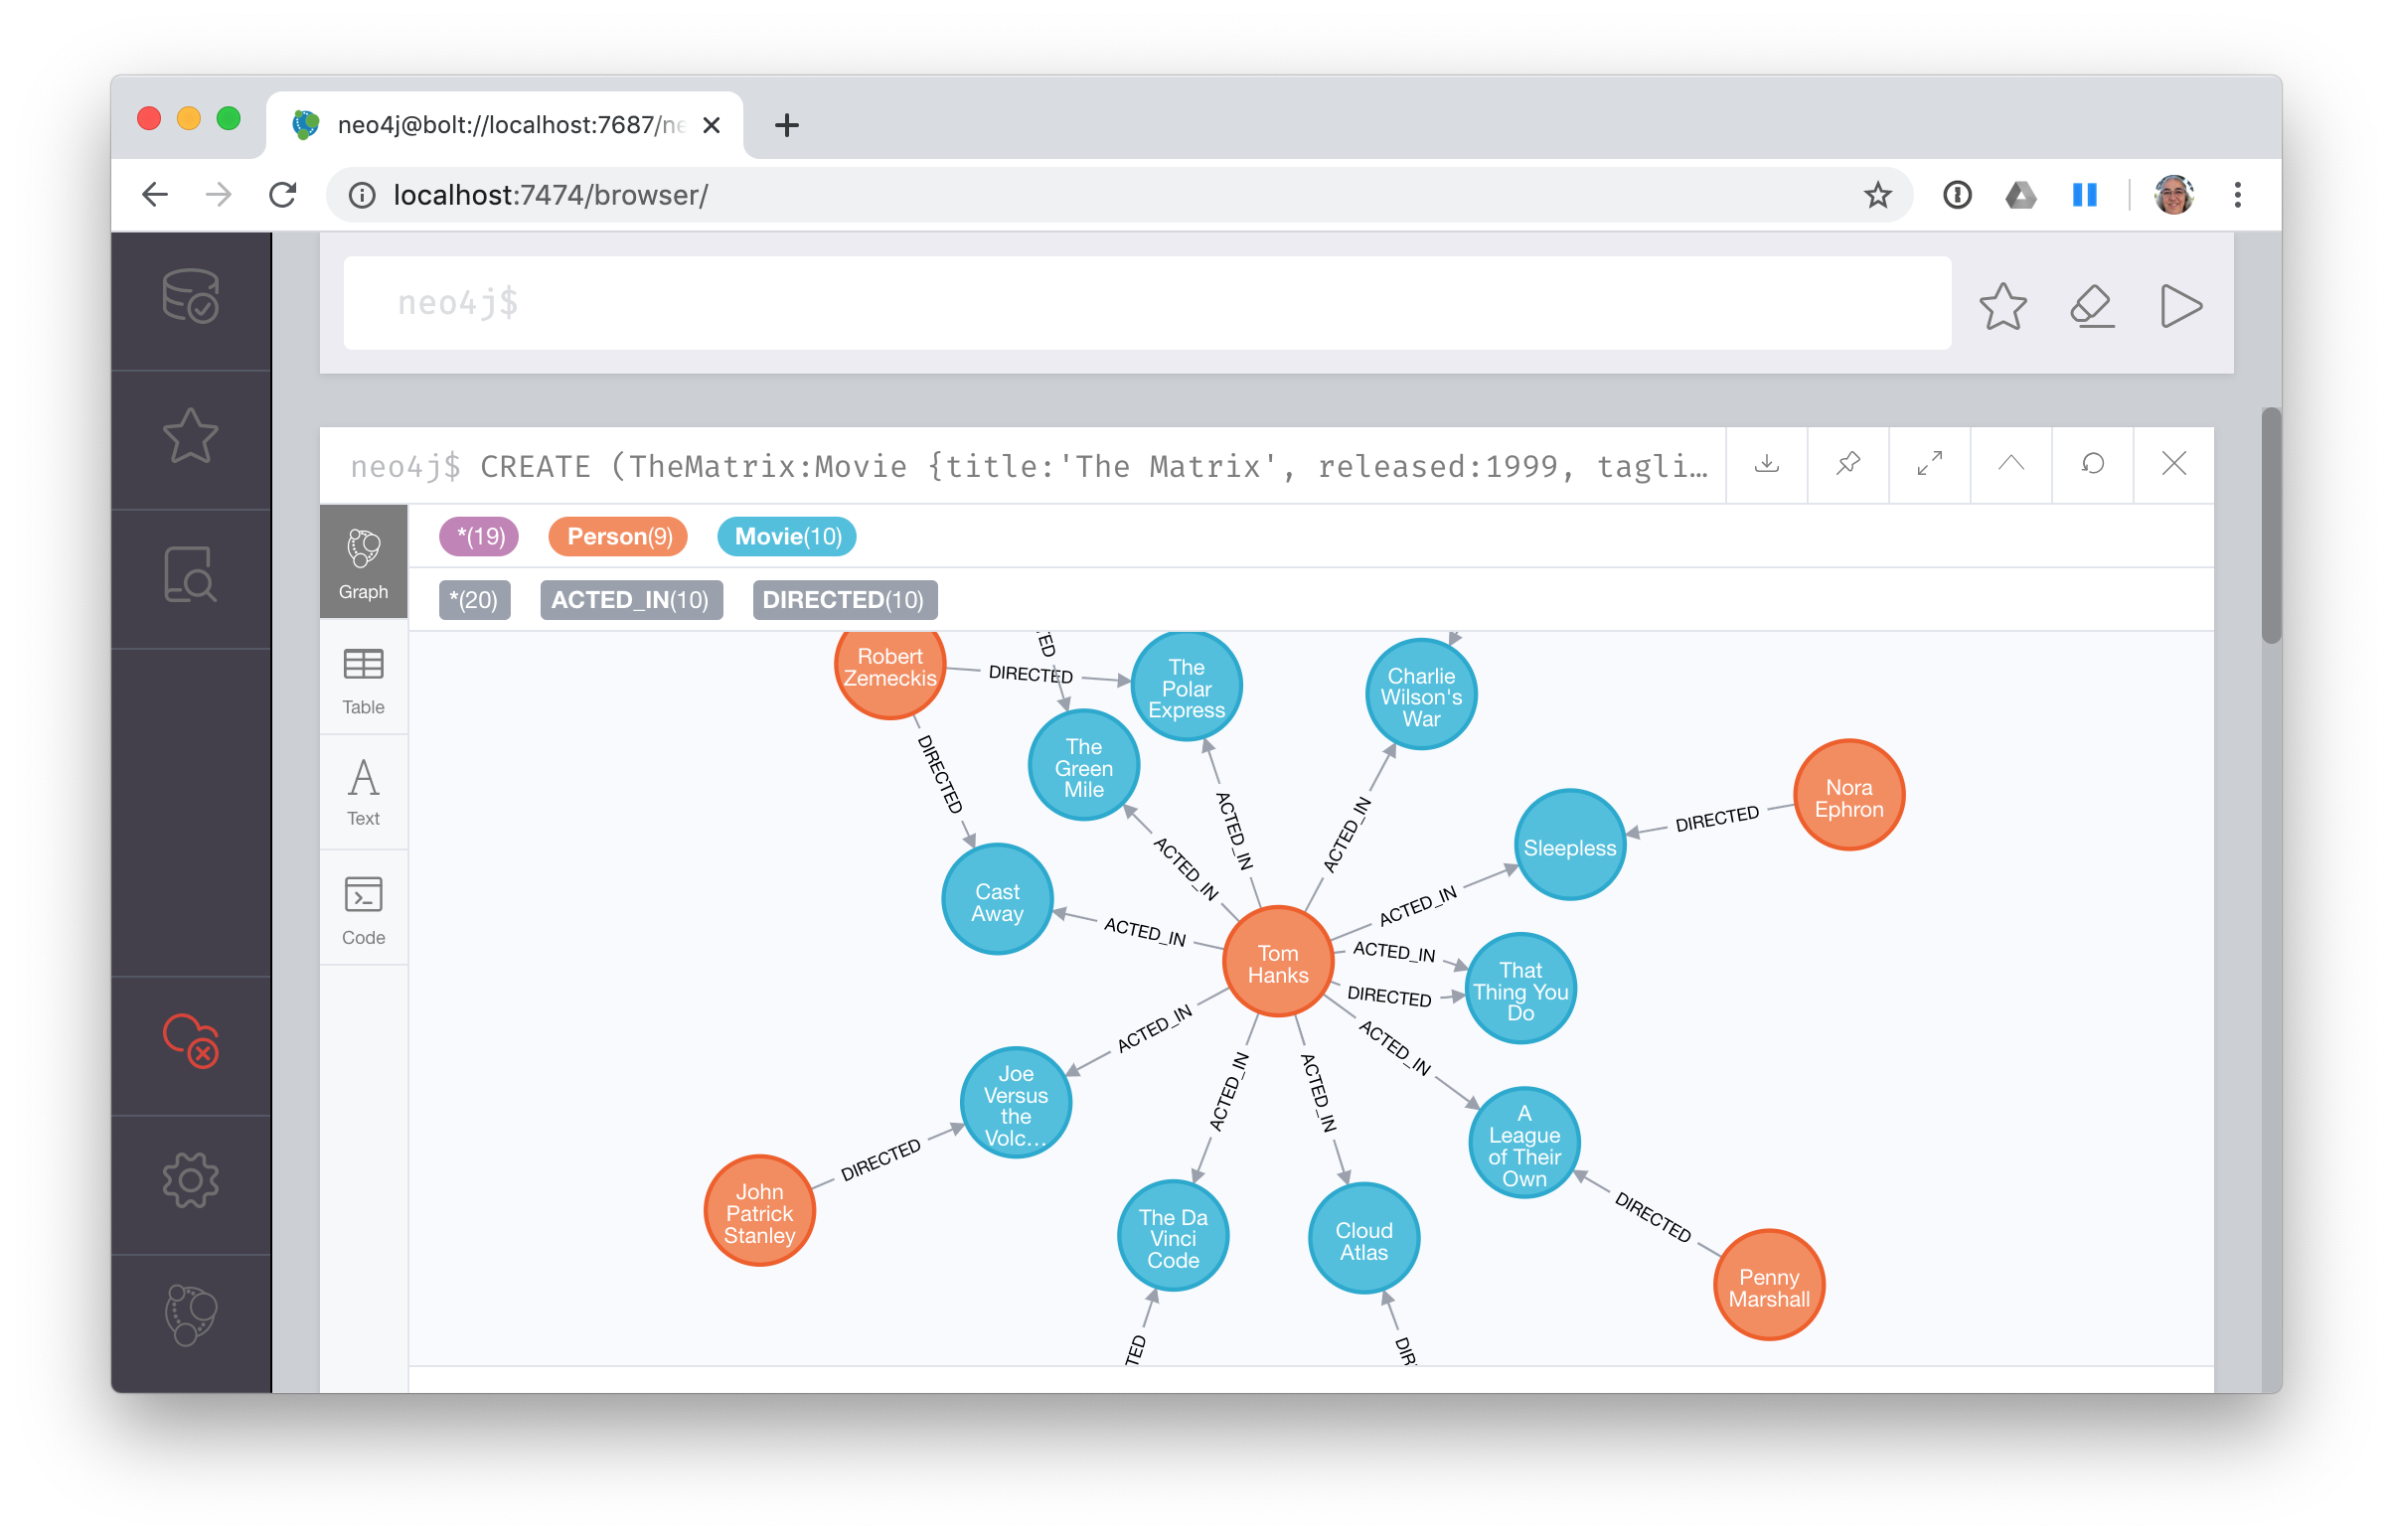 neo4j@bolt://localhost:7687/ne
localhost:7474/browser/
neo4j$
neo4j$ CREATE (TheMatrix:Movie {title:'The Matrix', released:1999, tagli…
Graph
Table
Text
Code
*(19) Person(9) Movie(10)
*(20) ACTED_IN(10) DIRECTED(10)
Robert
Zemeckis
DIRECTED
TED
The
Polar
Express
Charlie
Wilson's
War
The
Green
Mile
DIRECTED
ACTED_IN
ACTED_IN
ACTED_IN
Nora
Ephron
DIRECTED
Sleepless
Cast
Away
ACTED_IN
ACTED_IN
Tom
Hanks
ACTED_IN
DIRECTED
That
Thing You
Do
ACTED_IN
ACTED_IN
ACTED_IN
ACTED_IN
Joe
Versus
the
Volc…
DIRECTED
John
Patrick
Stanley
A
League
of Their
Own
DIRECTED
Penny
Marshall
The Da
Vinci
Code
Cloud
Atlas
TED
DIR